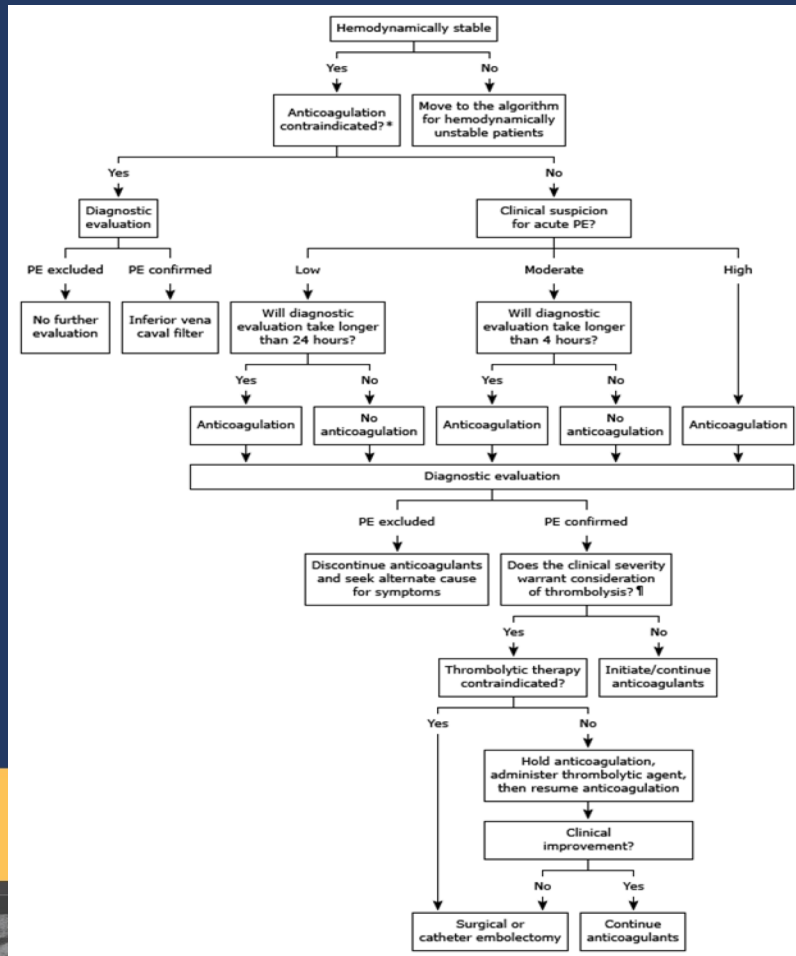 Hemodynamically stable
Yes
No
Anticoagulation
contraindicated?*
Move to the algorithm
for hemodynamically
unstable patients
Yes
No
Diagnostic
evaluation
Clinical suspicion
for acute PE?
PE excluded
PE confirmed
Low
Moderate
High
No further
evaluation
Inferior vena
caval filter
Will diagnostic
evaluation take longer
than 24 hours?
Will diagnostic
evaluation take longer
than 4 hours?
Yes
No
Yes
No
Anticoagulation
No
anticoagulation
Anticoagulation
No
anticoagulation
Anticoagulation
Diagnostic evaluation
PE excluded
PE confirmed
Discontinue anticoagulants
and seek alternate cause
for symptoms
Does the clinical severity
warrant consideration
of thrombolysis?¶
Yes
No
Thrombolytic therapy
contraindicated?
Initiate/continue
anticoagulants
Yes
No
Hold anticoagulation,
administer thrombolytic agent,
then resume anticoagulation
Clinical
improvement?
No
Yes
Surgical or
catheter embolectomy
Continue
anticoagulants